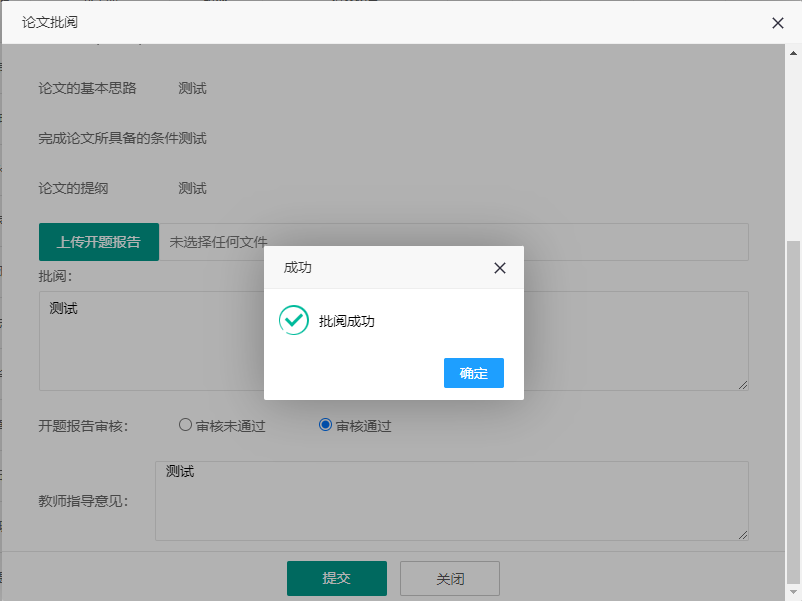 论文批阅
论文的基本思路 测试
完成论文所具备的条件测试
论文的提纲 测试
上传开题报告 未选择任何文件
批阅：
测试
成功
批阅成功
确定
开题报告审核： 审核未通过 审核通过
教师指导意见： 测试
提交 关闭